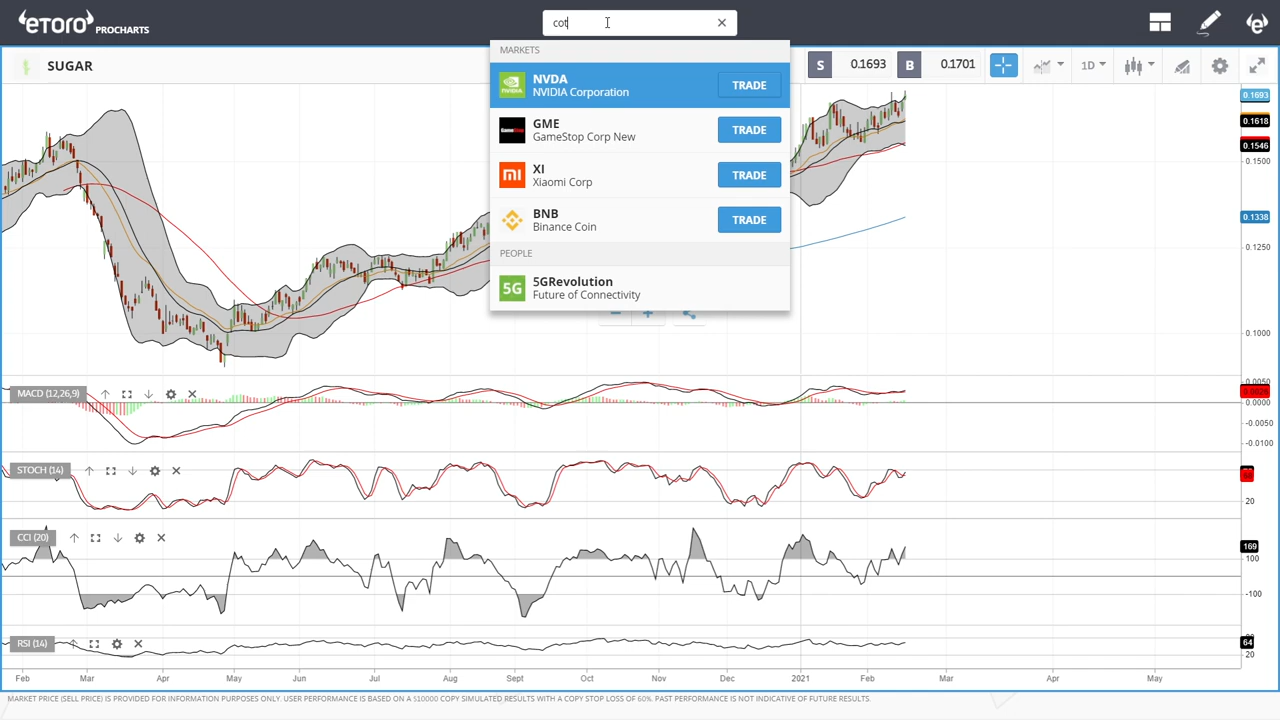 eToro PROCHARTS
cot
SUGAR
S 0.1693 B 0.1701 1D
MARKETS
NVDA
NVIDIA Corporation
TRADE
GME
GameStop Corp New
TRADE
XI
Xiaomi Corp
TRADE
BNB
Binance Coin
TRADE
PEOPLE
5G
5GRevolution
Future of Connectivity
0.1693
0.1618
0.1546
0.1500
0.1338
0.1250
0.1000
MACD (12,26,9)
0.0050
0.0000
-0.0050
-0.0100
STOCH (14)
20
CCI (20)
169
100
-100
RSI (14)
64
20
Feb Mar Apr May Jun Jul Aug Sept Oct Nov Dec 2021 Feb Mar Apr May
MARKET PRICE (SELL PRICE) IS PROVIDED FOR INFORMATION PURPOSES ONLY. USER PERFORMANCE IS BASED ON A $10000 COPY SIMULATED RESULTS WITH A COPY STOP LOSS OF 60%. PAST PERFORMANCE IS NOT INDICATIVE OF FUTURE RESULTS.